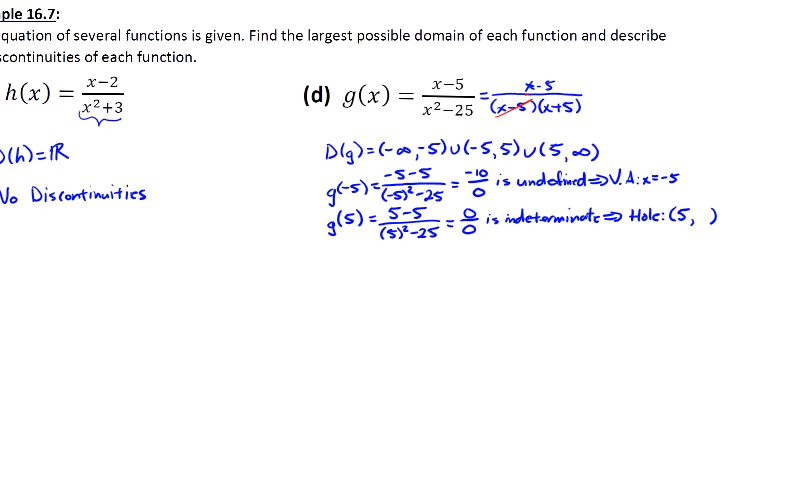 ple 16.7:
quation of several functions is given. Find the largest possible domain of each function and describe
scontinuities of each function.
h(x) = x−2 / x²+3
(d) g(x) = x−5 / x²−25 = x-5 / (x-5)(x+5)
D(h)=ℝ
No Discontinuities
D(g)=(-∞,-5)∪(-5,5)∪(5,∞)
g(-5)= -5-5 / (-5)²-25 = -10 / 0 is undefined⇒V.A:x=-5
g(5)= 5-5 / (5)²-25 = 0 / 0 is indeterminate⇒ Hole:(5, )